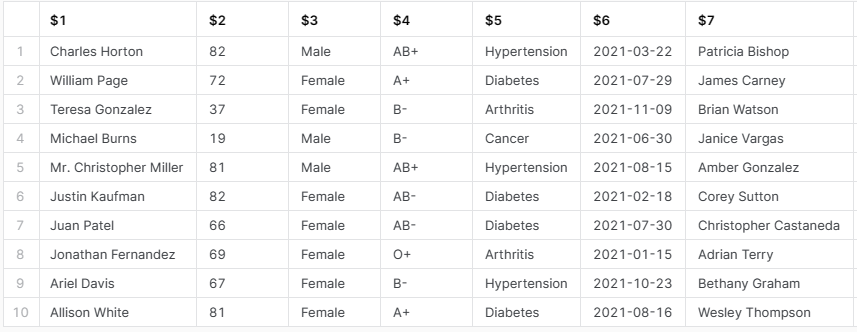 $1 $2 $3 $4 $5 $6 $7
1 Charles Horton 82 Male AB+ Hypertension 2021-03-22 Patricia Bishop
2 William Page 72 Female A+ Diabetes 2021-07-29 James Carney
3 Teresa Gonzalez 37 Female B- Arthritis 2021-11-09 Brian Watson
4 Michael Burns 19 Male B- Cancer 2021-06-30 Janice Vargas
5 Mr. Christopher Miller 81 Male AB+ Hypertension 2021-08-15 Amber Gonzalez
6 Justin Kaufman 82 Female AB- Diabetes 2021-02-18 Corey Sutton
7 Juan Patel 66 Female AB- Diabetes 2021-07-30 Christopher Castaneda
8 Jonathan Fernandez 69 Female O+ Arthritis 2021-01-15 Adrian Terry
9 Ariel Davis 67 Female B- Hypertension 2021-10-23 Bethany Graham
10 Allison White 81 Female A+ Diabetes 2021-08-16 Wesley Thompson